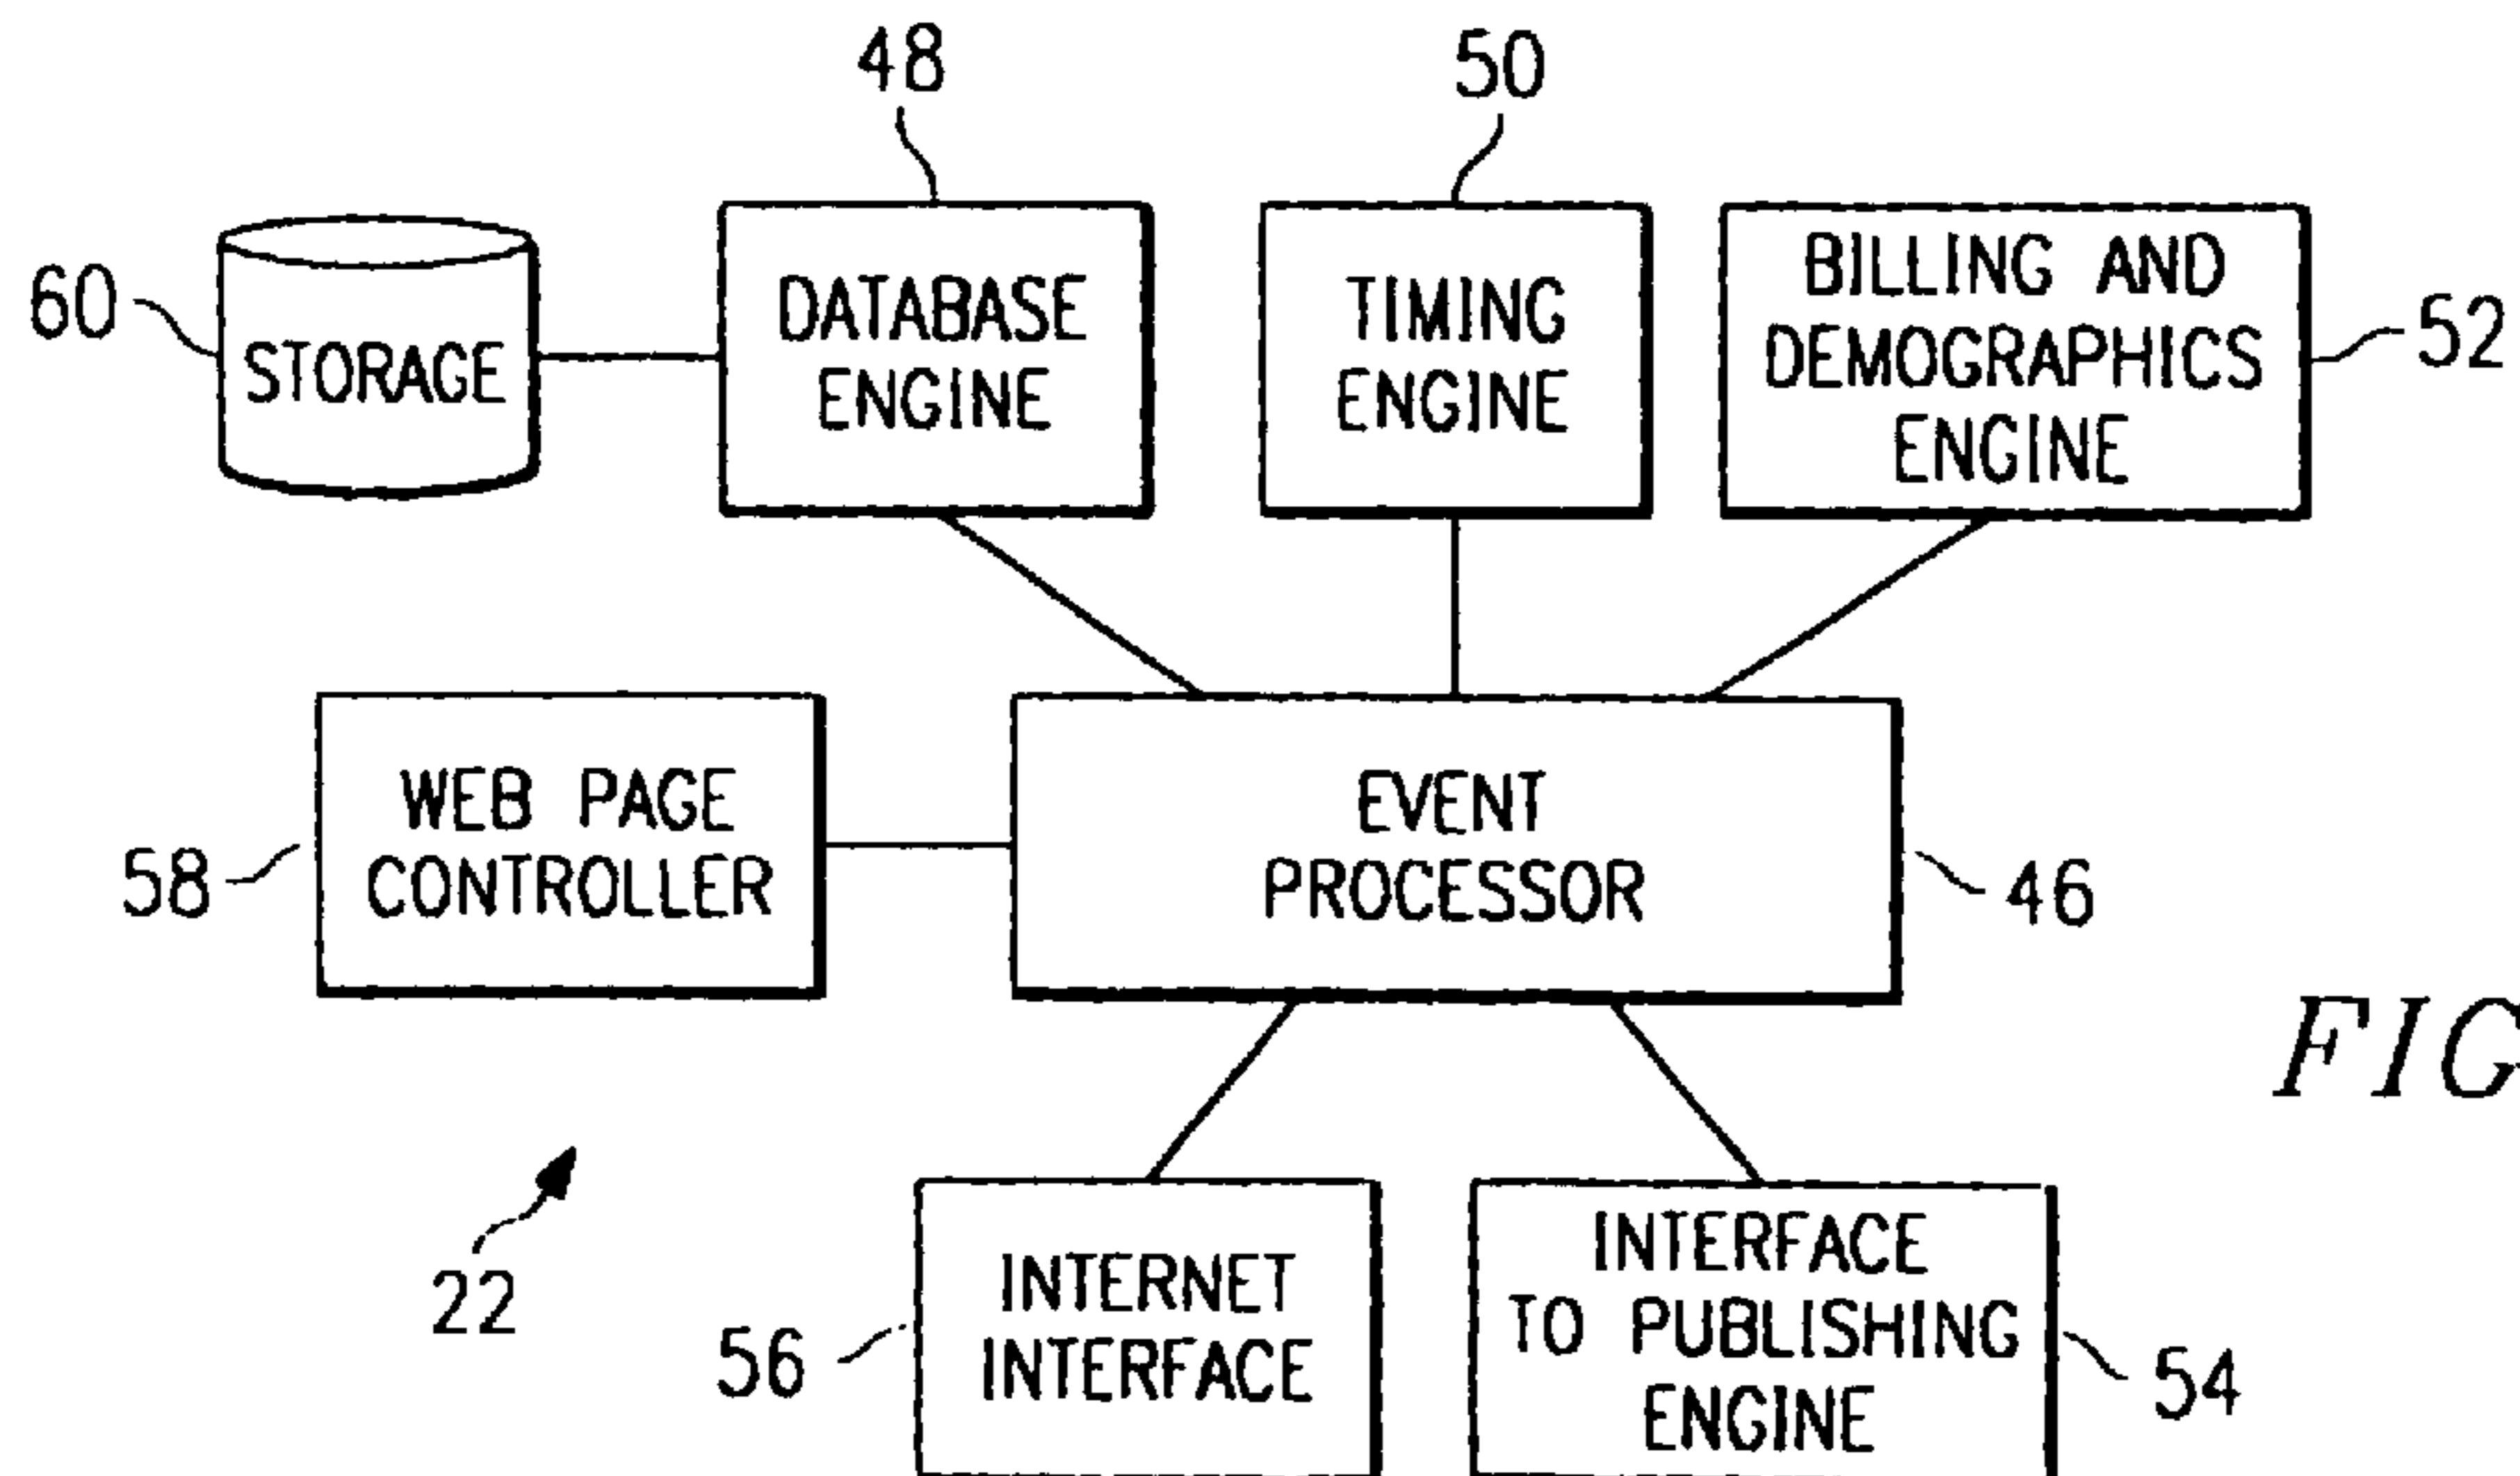 48
50
60
STORAGE
DATABASE
ENGINE
TIMING
ENGINE
BILLING AND
DEMOGRAPHICS
ENGINE
52
58
WEB PAGE
CONTROLLER
EVENT
PROCESSOR
46
FIG
22
56
INTERNET
INTERFACE
INTERFACE
TO PUBLISHING
ENGINE
54